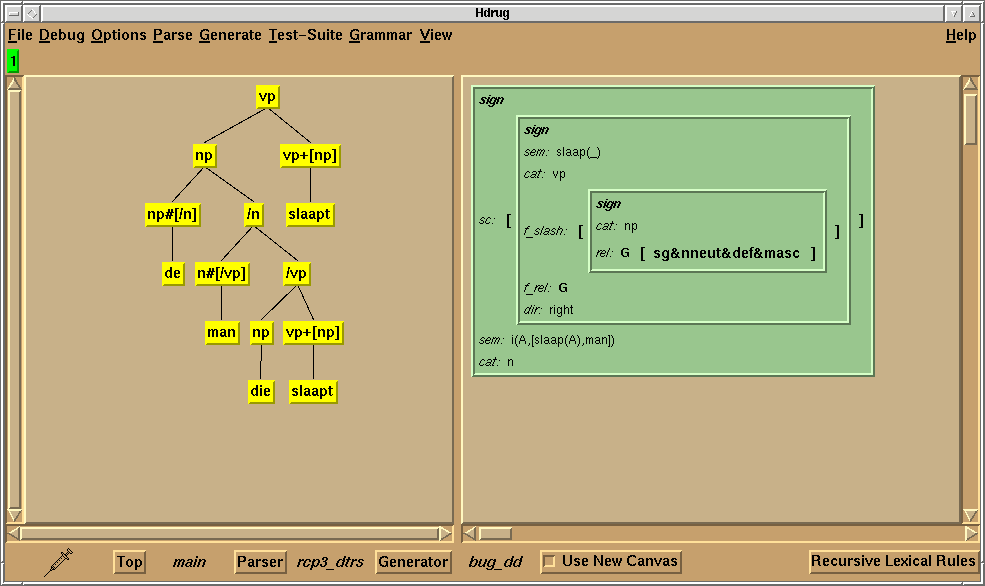 Hdrug
File Debug Options Parse Generate Test-Suite Grammar View Help
1
vp
np vp+[np]
np#[/n] /n slaapt
de n#[/vp] /vp
man np vp+[np]
die slaapt
sign
sign
sem: slaap(_)
cat: vp
sign
cat: np
sc: [ f_slash: [ rel: G [ sg&nneut&def&masc ] ] ]
f_rel: G
dir: right
sem: i(A,[slaap(A),man])
cat: n
Top main Parser rcp3_dtrs Generator bug_dd Use New Canvas Recursive Lexical Rules